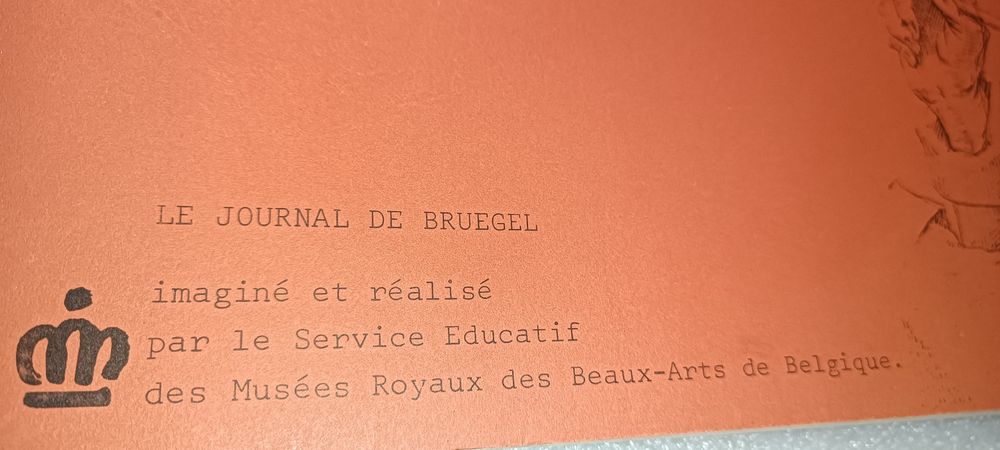 LE JOURNAL DE BRUEGEL
imaginé et réalisé
par le Service Educatif
des Musées Royaux des Beaux-Arts de Belgique.